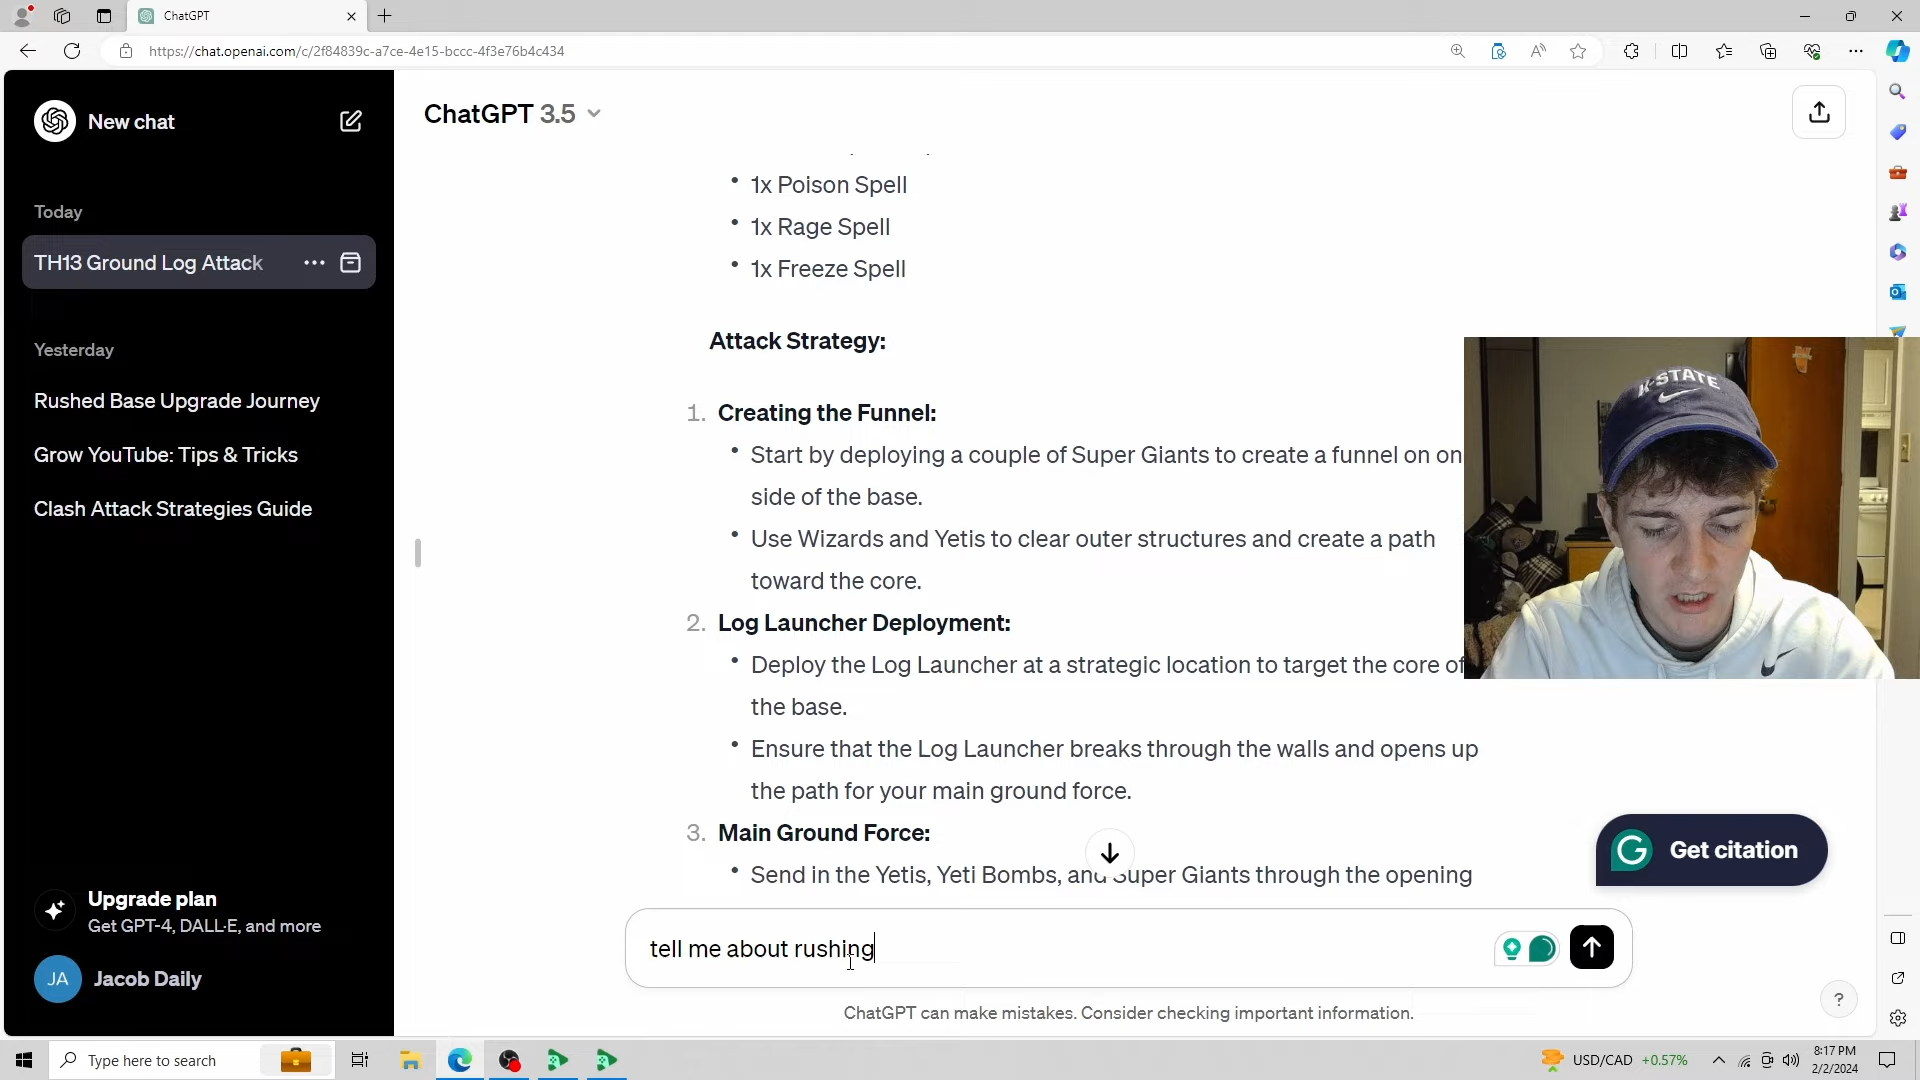 ChatGPT
https://chat.openai.com/c/2f84839c-a7ce-4e15-bccc-4f3e76b4c434
New chat
ChatGPT 3.5
Today
TH13 Ground Log Attack
Yesterday
Rushed Base Upgrade Journey
Grow YouTube: Tips & Tricks
Clash Attack Strategies Guide
• 1x Poison Spell
• 1x Rage Spell
• 1x Freeze Spell
Attack Strategy:
1. Creating the Funnel:
• Start by deploying a couple of Super Giants to create a funnel on on
side of the base.
• Use Wizards and Yetis to clear outer structures and create a path
toward the core.
2. Log Launcher Deployment:
• Deploy the Log Launcher at a strategic location to target the core of
the base.
• Ensure that the Log Launcher breaks through the walls and opens up
the path for your main ground force.
3. Main Ground Force:
• Send in the Yetis, Yeti Bombs, and Super Giants through the opening
K-STATE
Get citation
Upgrade plan
Get GPT-4, DALL·E, and more
JA
Jacob Daily
tell me about rushing
ChatGPT can make mistakes. Consider checking important information.
?
Type here to search
USD/CAD +0.57%
8:17 PM
2/2/2024